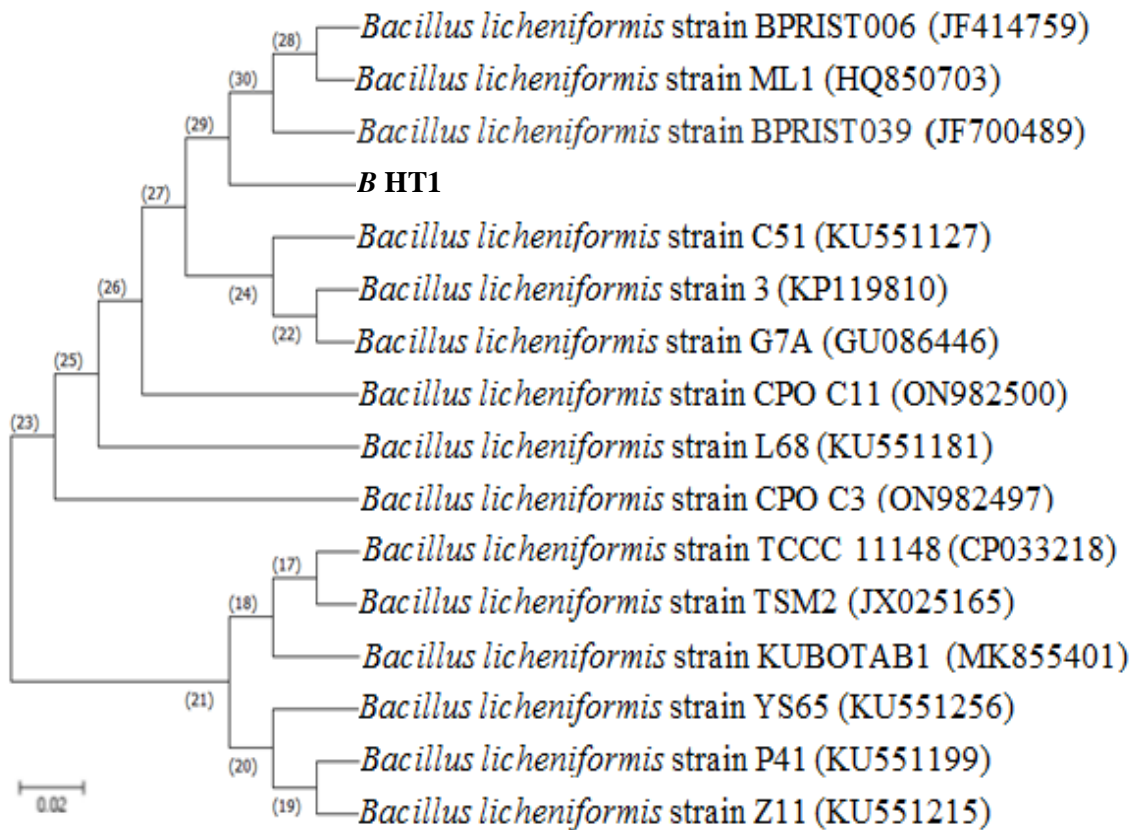 (28) Bacillus licheniformis strain BPRIST006 (JF414759)
(30) Bacillus licheniformis strain ML1 (HQ850703)
(29) Bacillus licheniformis strain BPRIST039 (JF700489)
(27) B HT1
Bacillus licheniformis strain C51 (KU551127)
(26) (24) Bacillus licheniformis strain 3 (KP119810)
(22) Bacillus licheniformis strain G7A (GU086446)
(25) Bacillus licheniformis strain CPO C11 (ON982500)
(23) Bacillus licheniformis strain L68 (KU551181)
Bacillus licheniformis strain CPO C3 (ON982497)
(17) Bacillus licheniformis strain TCCC 11148 (CP033218)
(18) Bacillus licheniformis strain TSM2 (JX025165)
Bacillus licheniformis strain KUBOTAB1 (MK855401)
(21) Bacillus licheniformis strain YS65 (KU551256)
(20) Bacillus licheniformis strain P41 (KU551199)
(19) Bacillus licheniformis strain Z11 (KU551215)
0.02